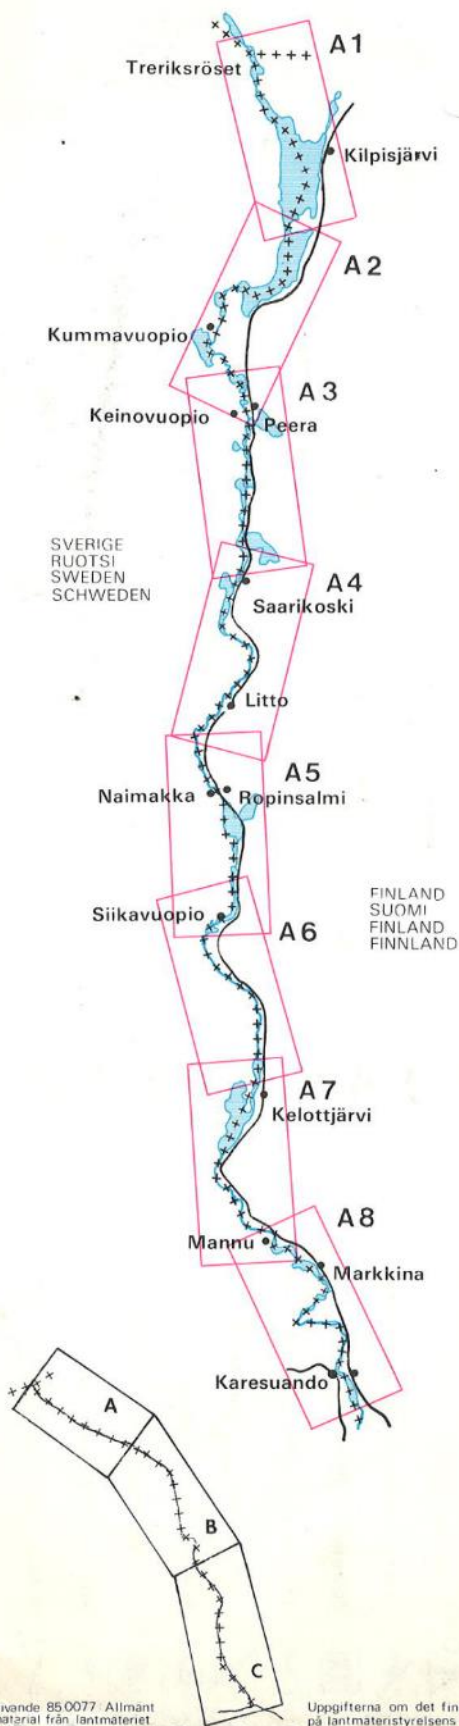 A1
Treriksröset
Kilpisjärvi
A2
Kummavuopio
A3
Keinovuopio
Peera
SVERIGE
RUOTSI
SWEDEN
SCHWEDEN
A4
Saarikoski
Litto
A5
Naimakka
Ropinsalmi
FINLAND
SUOMI
FINLAND
FINNLAND
Siikavuopio
A6
A7
Kelottjärvi
A8
Mannu
Markkina
Karesuando
A
B
C
ivande 85.0077 Allmänt
material från lantmäteriet
Uppgifterna om det fin
på lantmäteristyrelsens